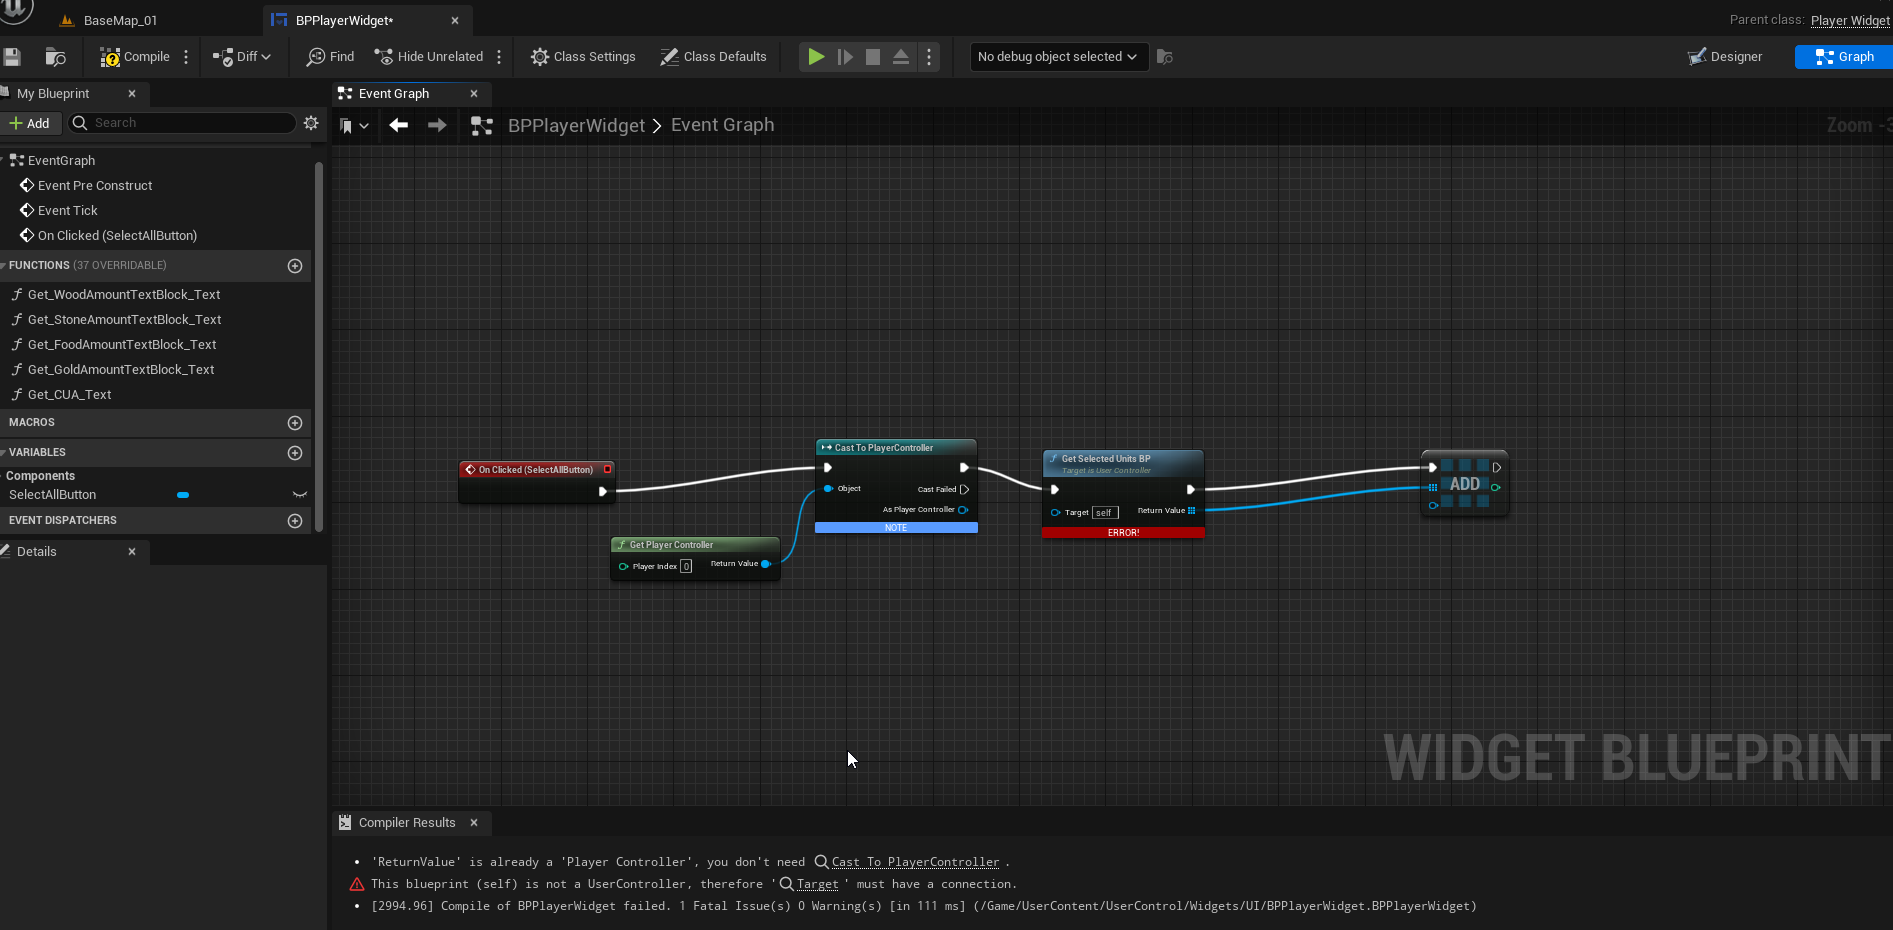 BaseMap_01
BPPlayerWidget*
Parent class: Player Widget
Compile
Diff
Find
Hide Unrelated
Class Settings
Class Defaults
No debug object selected
Designer
Graph
My Blueprint
Event Graph
Add
Search
BPPlayerWidget > Event Graph
Zoom -3
EventGraph
Event Pre Construct
Event Tick
On Clicked (SelectAllButton)
FUNCTIONS (37 OVERRIDABLE)
Get_WoodAmountTextBlock_Text
Get_StoneAmountTextBlock_Text
Get_FoodAmountTextBlock_Text
Get_GoldAmountTextBlock_Text
Get_CUA_Text
MACROS
VARIABLES
Components
SelectAllButton
EVENT DISPATCHERS
Details
On Clicked (SelectAllButton)
Get Player Controller
Player Index 0
Return Value
Cast To PlayerController
Object
Cast Failed
As Player Controller
NOTE
Get Selected Units BP
Target is User Controller
Target self
Return Value
ERROR!
ADD
WIDGET BLUEPRINT
Compiler Results
• 'ReturnValue' is already a 'Player Controller', you don't need Cast To PlayerController .
This blueprint (self) is not a UserController, therefore ' Target ' must have a connection.
• [2994.96] Compile of BPPlayerWidget failed. 1 Fatal Issue(s) 0 Warning(s) [in 111 ms] (/Game/UserContent/UserControl/Widgets/UI/BPPlayerWidget.BPPlayerWidget)